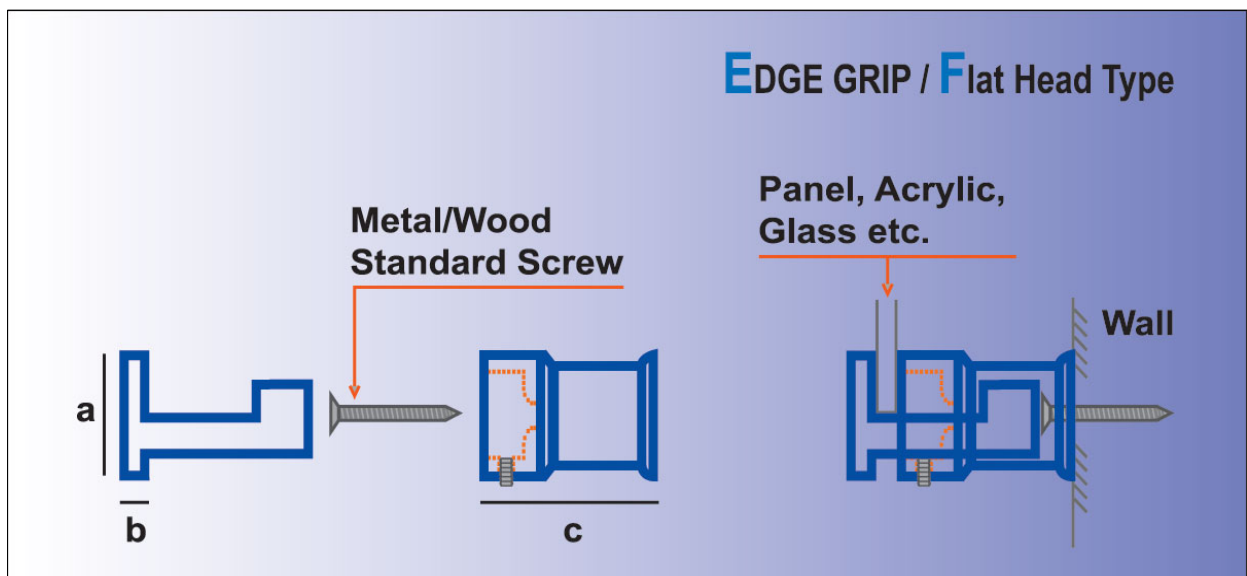 EDGE GRIP / Flat Head Type
Panel, Acrylic,
Glass etc.
Metal/Wood
Standard Screw
Wall
a
b
c